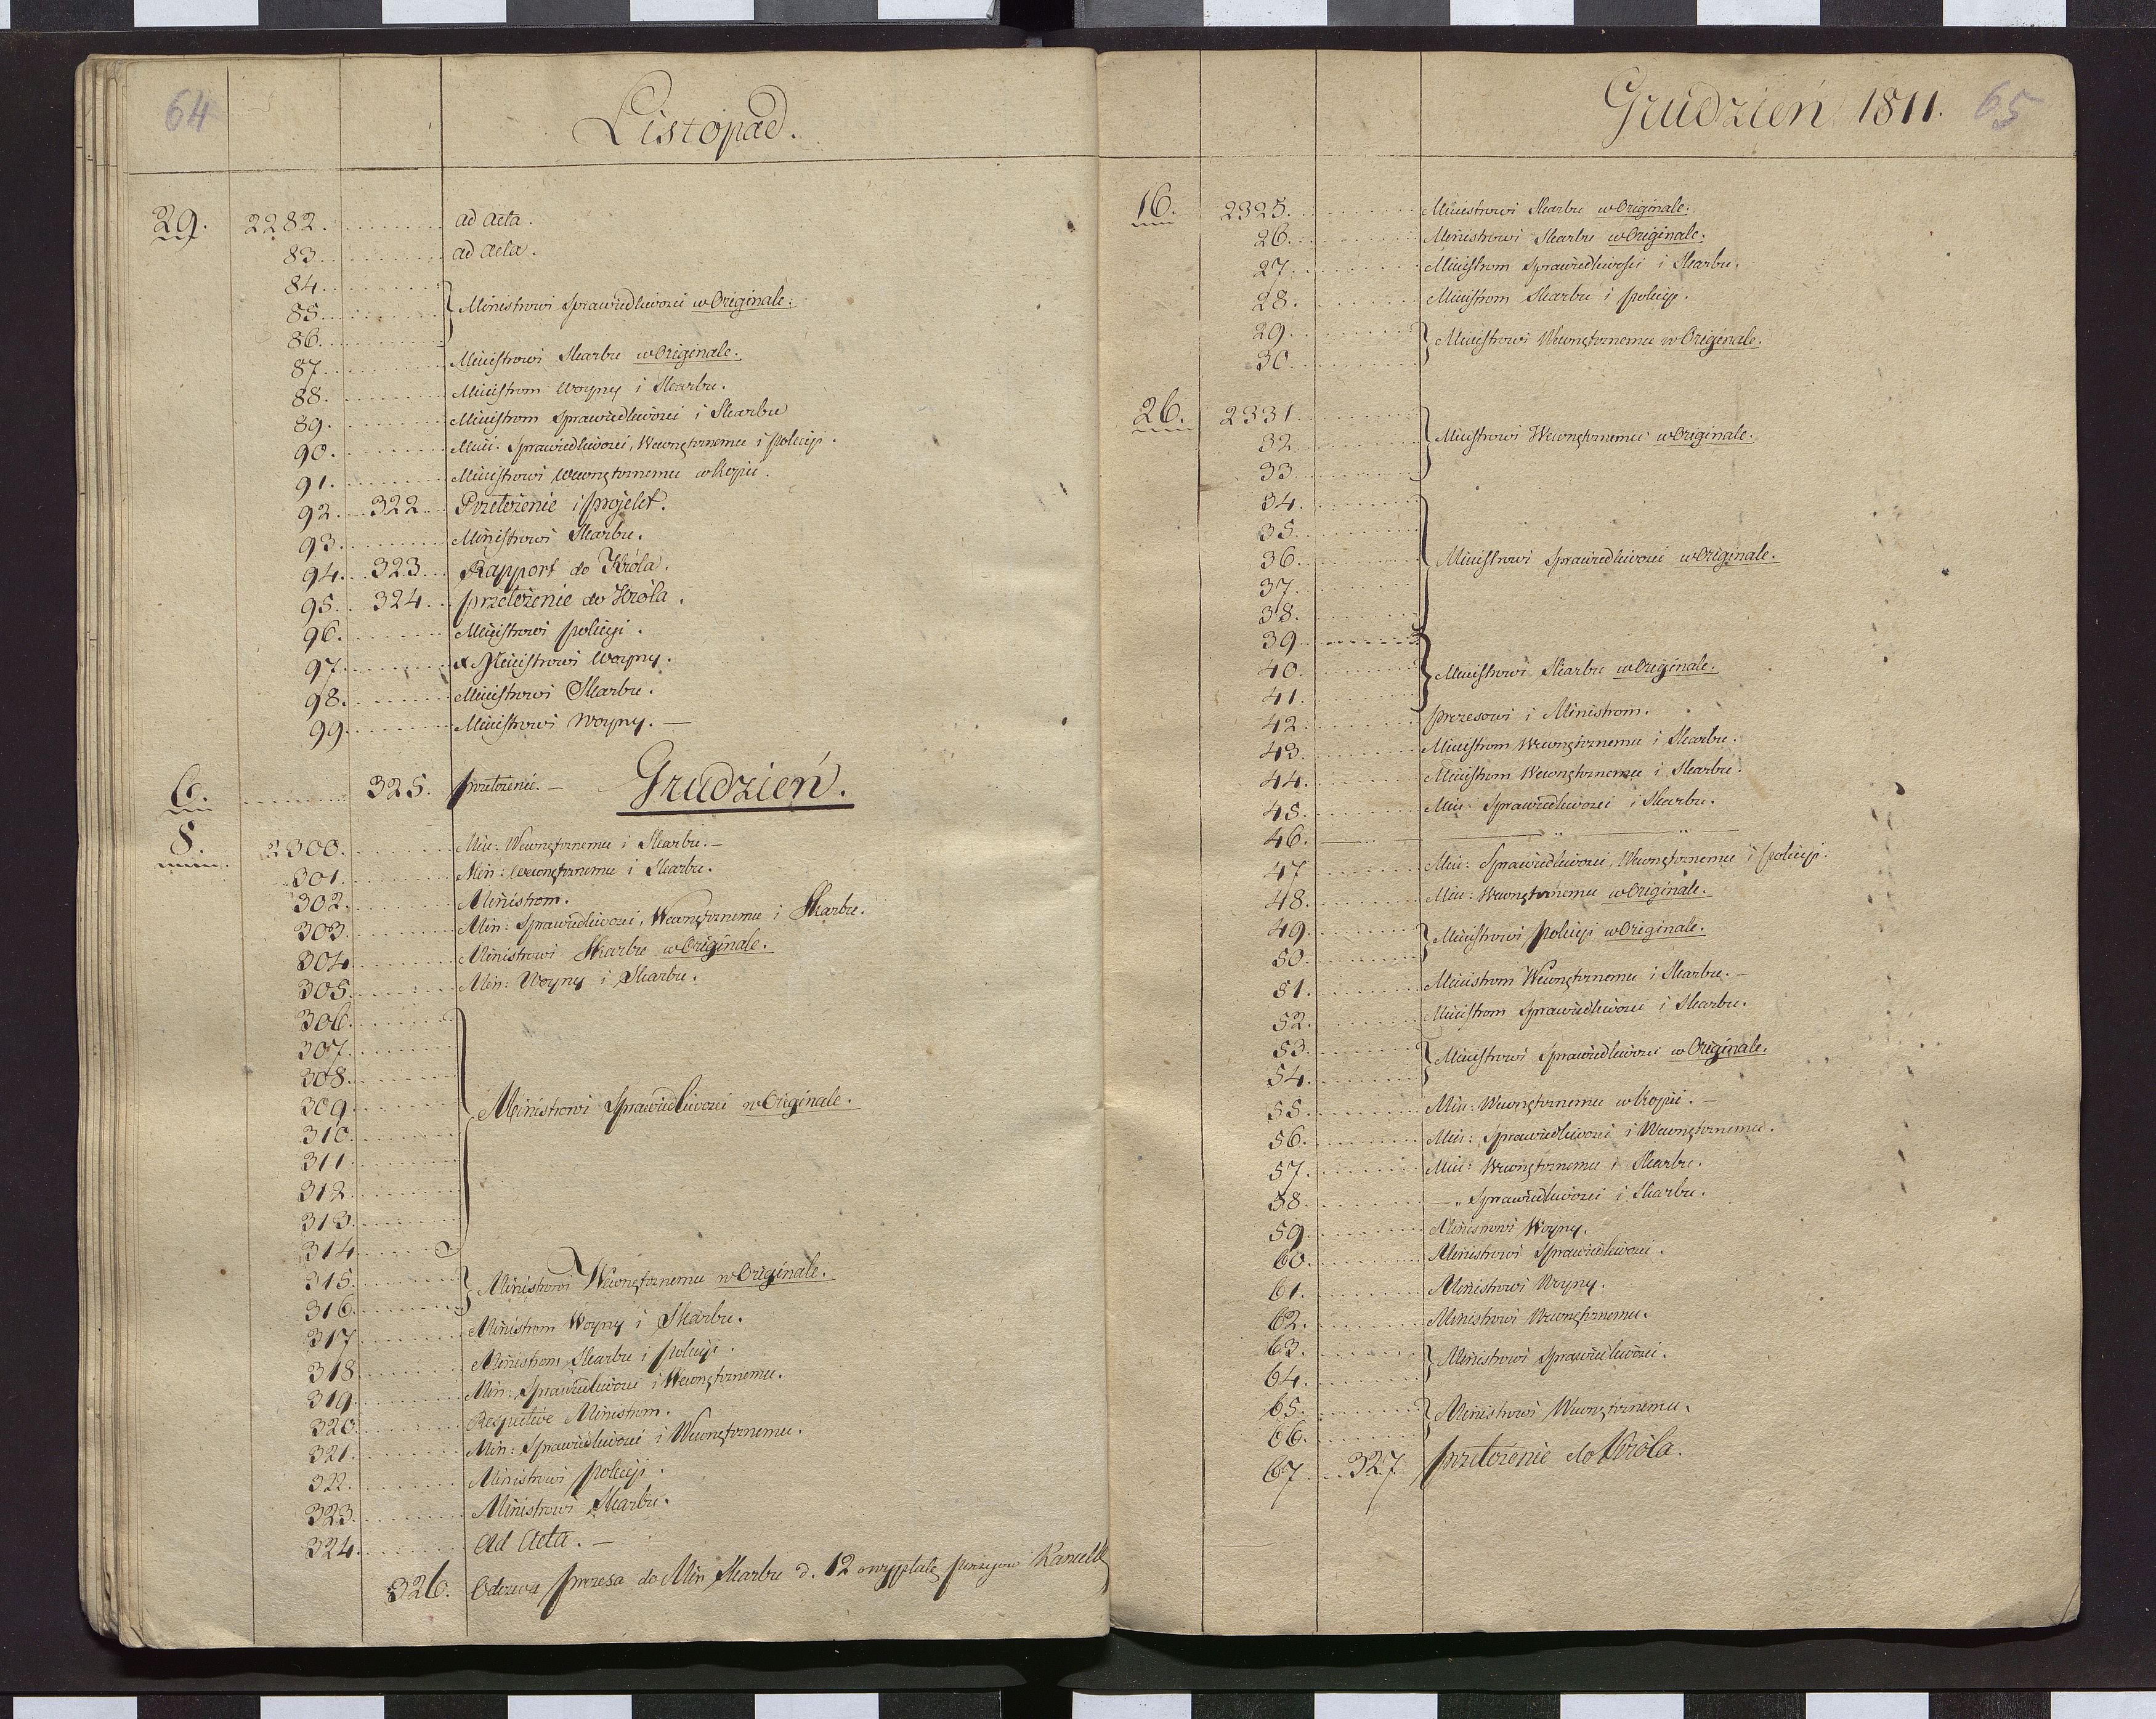 64
Listopad.
29. 2282. ad Acta.
83. ad Acta.
84.
85. Ministrowi Sprawiedliwości w Originale.
86.
87. Ministrowi Skarbu w Originale.
88. Ministrom Woyny i Skarbu.
89. Ministrom Sprawiedliwości i Skarbu
90. Min: Sprawiedliwości, Wewnętrznemu i Policyi.
91. Ministrowi Wewnętrznemu w Kopii.
92. 322 Przełożenie i projekt.
93. Ministrowi Skarbu.
94. 323 Rapport do Króla.
95. 324. przełożenie do Króla.
96. Ministrowi policyi.
97. Ministrowi Woyny.
98. Ministrowi Skarbu.
99. Ministrowi Woyny. —
Grudzień.
6. 325. przełożenie. —
8. 2300. Min: Wewnętrznemu i Skarbu. —
301. Min: Wewnętrznemu i Skarbu.
302. Ministrom.
303. Min: Sprawiedliwości, Wewnętrznemu i Skarbu.
304. Ministrowi Skarbu w Originale.
305. Min: Woyny i Skarbu.
306.
307.
308.
309. Ministrowi Sprawiedliwości w Originale.
310.
311.
312.
313.
314.
315. Ministrowi Wewnętrznemu w Originale.
316.
317. Ministrom Woyny i Skarbu.
318. Ministrom Skarbu i policyi.
319. Min: Sprawiedliwości i Wewnętrznemu.
320. Respective Ministrom.
321. Min: Sprawiedliwości i Wewnętrznemu.
322. Ministrowi policyi.
323. Ministrowi Skarbu.
324. Ad Acta. —
326. Odezwa prezesa do Min Skarbu d. 12 o wypłatę
Grudzień 1811. 65
16. 2325. Ministrowi Skarbu w Originale.
26. Ministrowi Skarbu w Originale.
27. Ministrom Sprawiedliwości i Skarbu.
28. Ministrom Skarbu i policyi.
29. Ministrowi Wewnętrznemu w Originale.
30.
26. 2331
32 Ministrowi Wewnętrznemu w Originale.
33
34.
35.
36. Ministrowi Sprawiedliwości w Originale.
37.
38.
39
40. Ministrowi Skarbu w Originale.
41.
42. prezesowi i Ministrom.
43. Ministrom Wewnętrznemu i Skarbu.
44. Ministrom Wewnętrznemu i Skarbu.
45. Min: Sprawiedliwości i Skarbu.
46. — " — " —
47 Min: Sprawiedliwości, Wewnętrznemu i policyi.
48. Min: Wewnętrznemu w Originale.
49. Ministrowi Policyi w Originale.
50.
51. Ministrom Wewnętrznemu i Skarbu. —
52. Ministrom Sprawiedliwości i Skarbu.
53. Ministrowi Sprawiedliwości w Originale.
54.
55. Min: Wewnętrznemu w Kopii. —
56. Min: Sprawiedliwości i Wewnętrznemu.
57. Min: Wewnętrznemu i Skarbu.
58. — " Sprawiedliwości i Skarbu.
59. Ministrowi Woyny.
60. Ministrowi Sprawiedliwości.
61. Ministrowi Woyny.
62. Ministrowi Wewnętrznemu.
63. Ministrowi Sprawiedliwości.
64.
65. Ministrowi Wewnętrznemu.
66.
67 327 przełożenie do Króla.